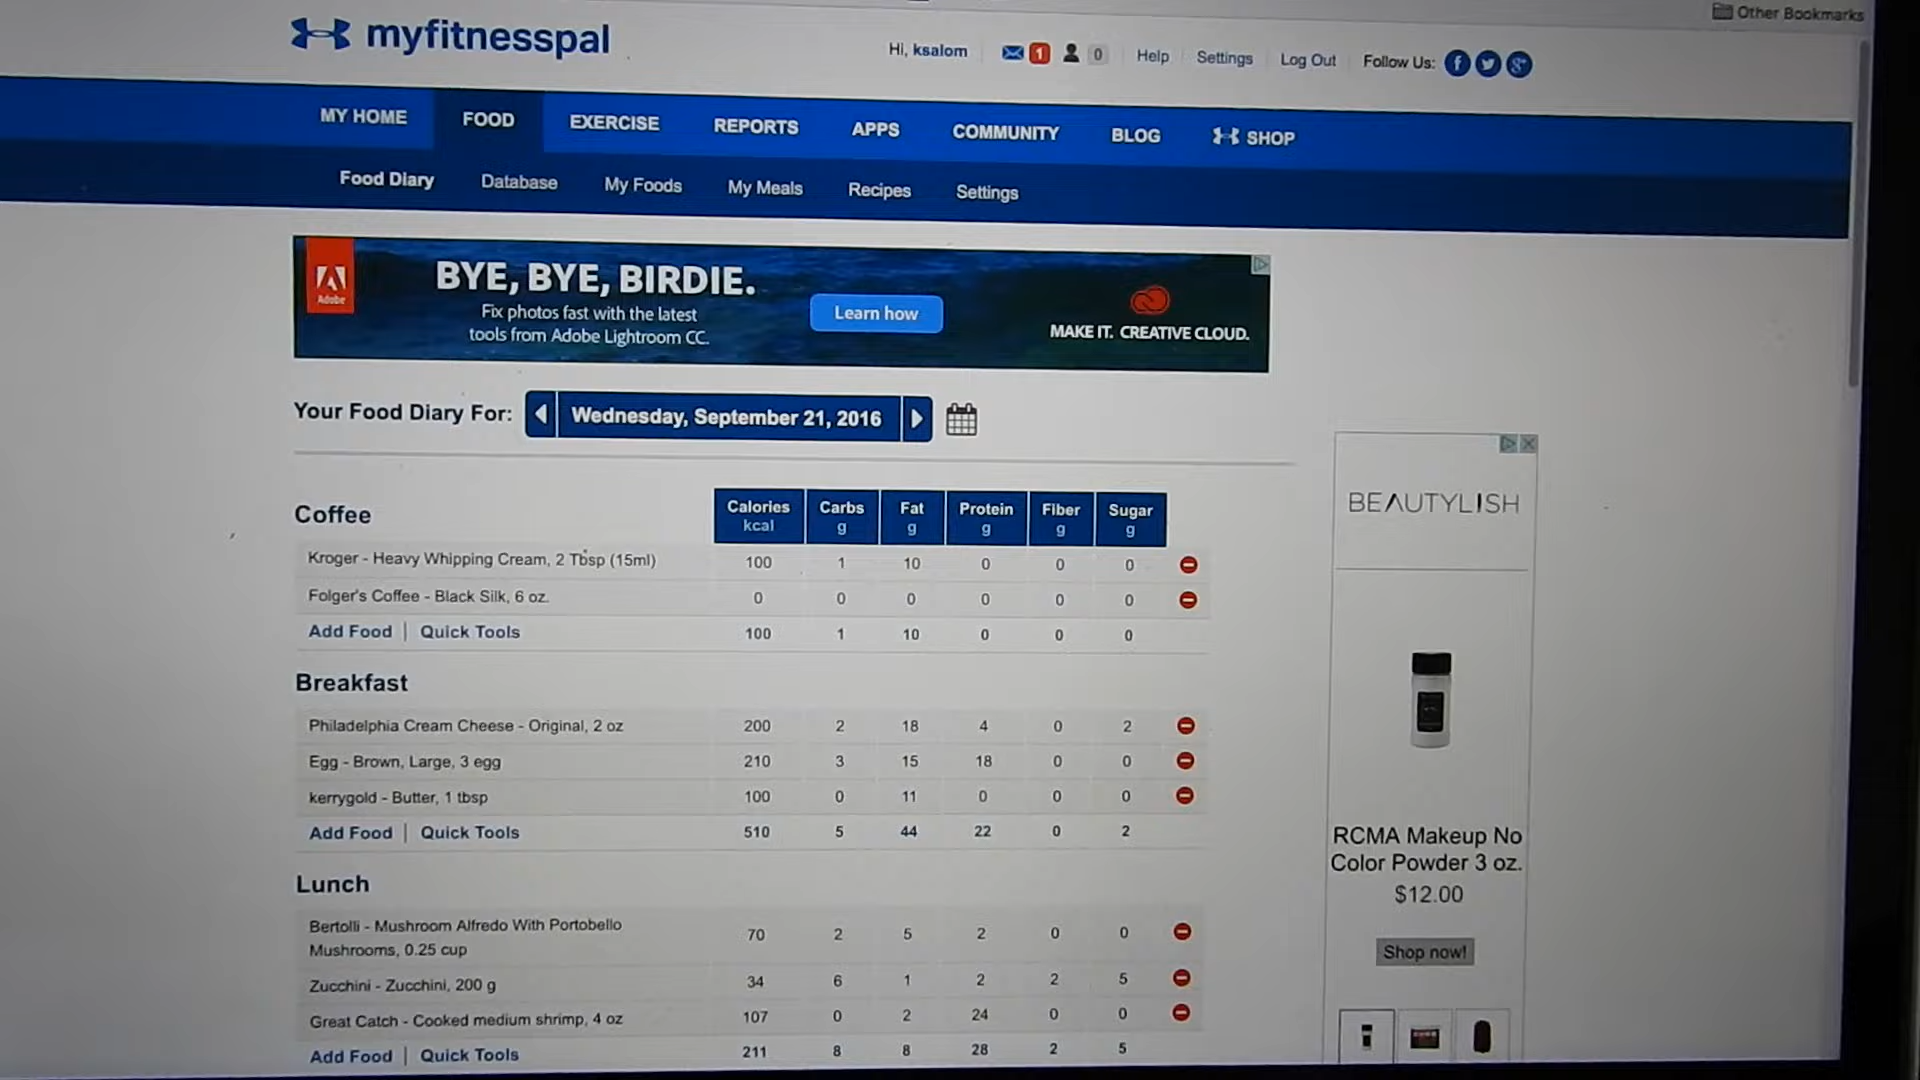 Other Bookmarks
myfitnesspal
Hi, ksalom 1 0 Help Settings Log Out Follow Us:
MY HOME FOOD EXERCISE REPORTS APPS COMMUNITY BLOG SHOP
Food Diary Database My Foods My Meals Recipes Settings
Adobe
BYE, BYE, BIRDIE.
Fix photos fast with the latest
tools from Adobe Lightroom CC.
Learn how
MAKE IT. CREATIVE CLOUD.
Your Food Diary For: Wednesday, September 21, 2016
Coffee
Calories Carbs Fat Protein Fiber Sugar
kcal g g g g g
Kroger - Heavy Whipping Cream, 2 Tbsp (15ml) 100 1 10 0 0 0
Folger's Coffee - Black Silk, 6 oz. 0 0 0 0 0 0
Add Food | Quick Tools 100 1 10 0 0 0
Breakfast
Philadelphia Cream Cheese - Original, 2 oz 200 2 18 4 0 2
Egg - Brown, Large, 3 egg 210 3 15 18 0 0
kerrygold - Butter, 1 tbsp 100 0 11 0 0 0
Add Food | Quick Tools 510 5 44 22 0 2
Lunch
Bertolli - Mushroom Alfredo With Portobello
Mushrooms, 0.25 cup 70 2 5 2 0 0
Zucchini - Zucchini, 200 g 34 6 1 2 2 5
Great Catch - Cooked medium shrimp, 4 oz 107 0 2 24 0 0
Add Food | Quick Tools 211 8 8 28 2 5
BEAUTYLISH
RCMA Makeup No
Color Powder 3 oz.
$12.00
Shop now!